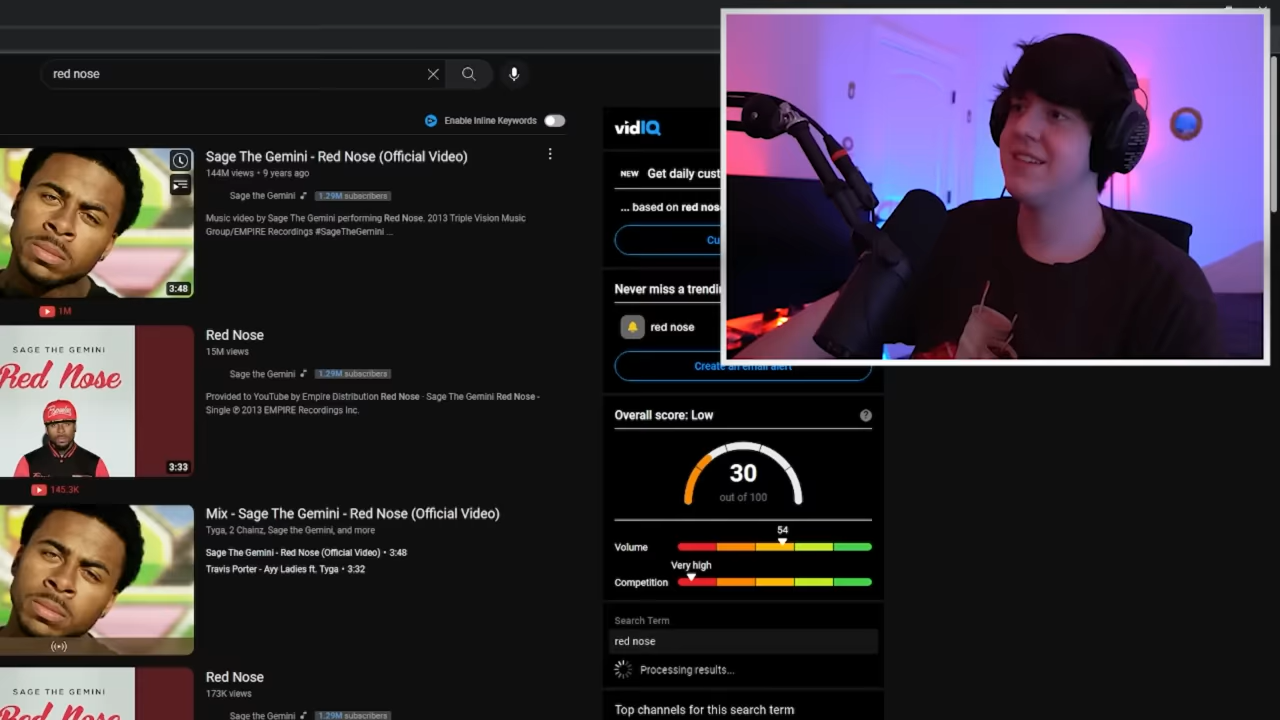 red nose
Enable Inline Keywords
Sage The Gemini - Red Nose (Official Video)
144M views • 9 years ago
Sage the Gemini
1.29M subscribers
Music video by Sage The Gemini performing Red Nose. 2013 Triple Vision Music
Group/EMPIRE Recordings #SageTheGemini ...
3:48
1M
SAGE THE GEMINI
Red Nose
3:33
145.3K
Red Nose
15M views
Sage the Gemini
1.29M subscribers
Provided to YouTube by Empire Distribution Red Nose · Sage The Gemini Red Nose -
Single ℗ 2013 EMPIRE Recordings Inc.
Mix - Sage The Gemini - Red Nose (Official Video)
Tyga, 2 Chainz, Sage the Gemini, and more
Sage The Gemini - Red Nose (Official Video) • 3:48
Travis Porter - Ayy Ladies ft. Tyga • 3:32
SAGE THE GEMINI
Red Nose
Red Nose
173K views
Sage the Gemini
1.29M subscribers
vidIQ
NEW Get daily cust
... based on red nose
Cu
Never miss a trendin
red nose
Create an email alert
Overall score: Low
?
30
out of 100
54
Volume
Very high
Competition
Search Term
red nose
Processing results...
Top channels for this search term